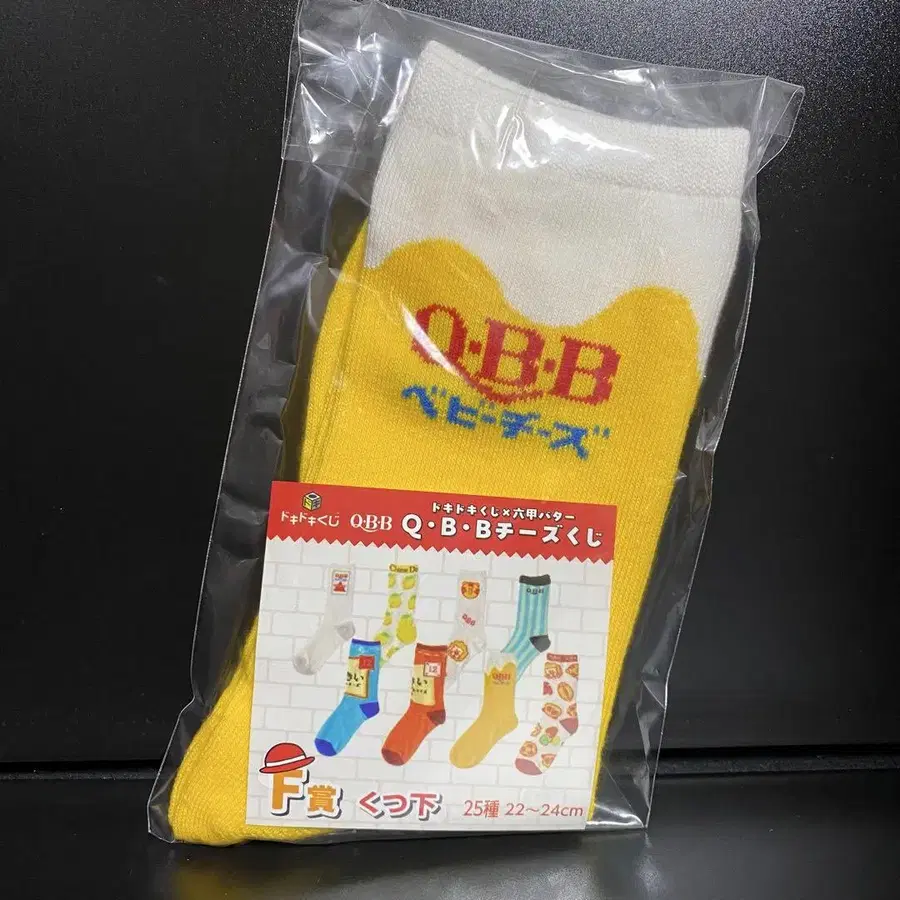 Q·B·B
ベビーチーズ
ドキドキくじ
Q·B·B
ドキドキくじ×六甲バター
Q・B・Bチーズくじ
F賞 くつ下 25種 22～24cm